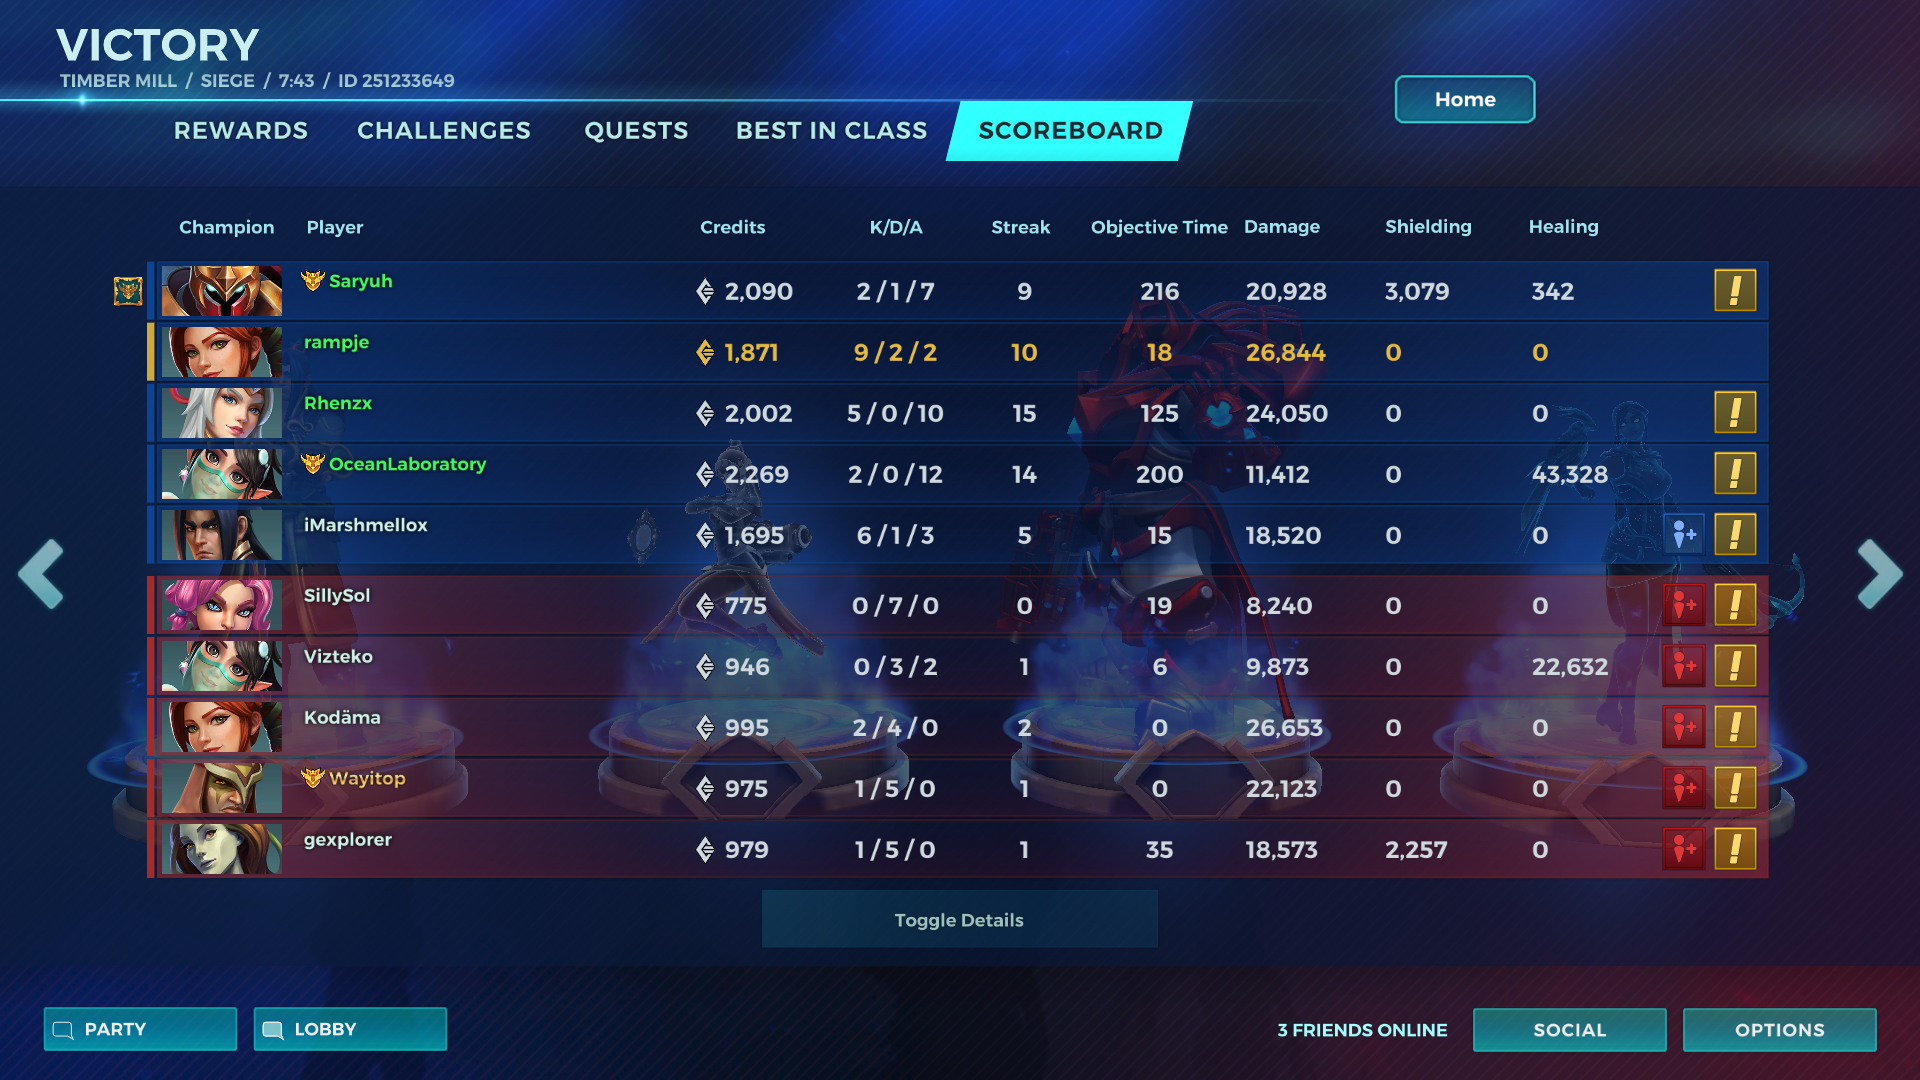 VICTORY
TIMBER MILL / SIEGE / 7:43 / ID 251233649
Home
REWARDS CHALLENGES QUESTS BEST IN CLASS SCOREBOARD
Champion Player Credits K/D/A Streak Objective Time Damage Shielding Healing
Saryuh 2,090 2 / 1 / 7 9 216 20,928 3,079 342
rampje 1,871 9 / 2 / 2 10 18 26,844 0 0
Rhenzx 2,002 5 / 0 / 10 15 125 24,050 0 0
OceanLaboratory 2,269 2 / 0 / 12 14 200 11,412 0 43,328
iMarshmellox 1,695 6 / 1 / 3 5 15 18,520 0 0
SillySol 775 0 / 7 / 0 0 19 8,240 0 0
Vizteko 946 0 / 3 / 2 1 6 9,873 0 22,632
Kodäma 995 2 / 4 / 0 2 0 26,653 0 0
Wayitop 975 1 / 5 / 0 1 0 22,123 0 0
gexplorer 979 1 / 5 / 0 1 35 18,573 2,257 0
Toggle Details
PARTY LOBBY 3 FRIENDS ONLINE SOCIAL OPTIONS